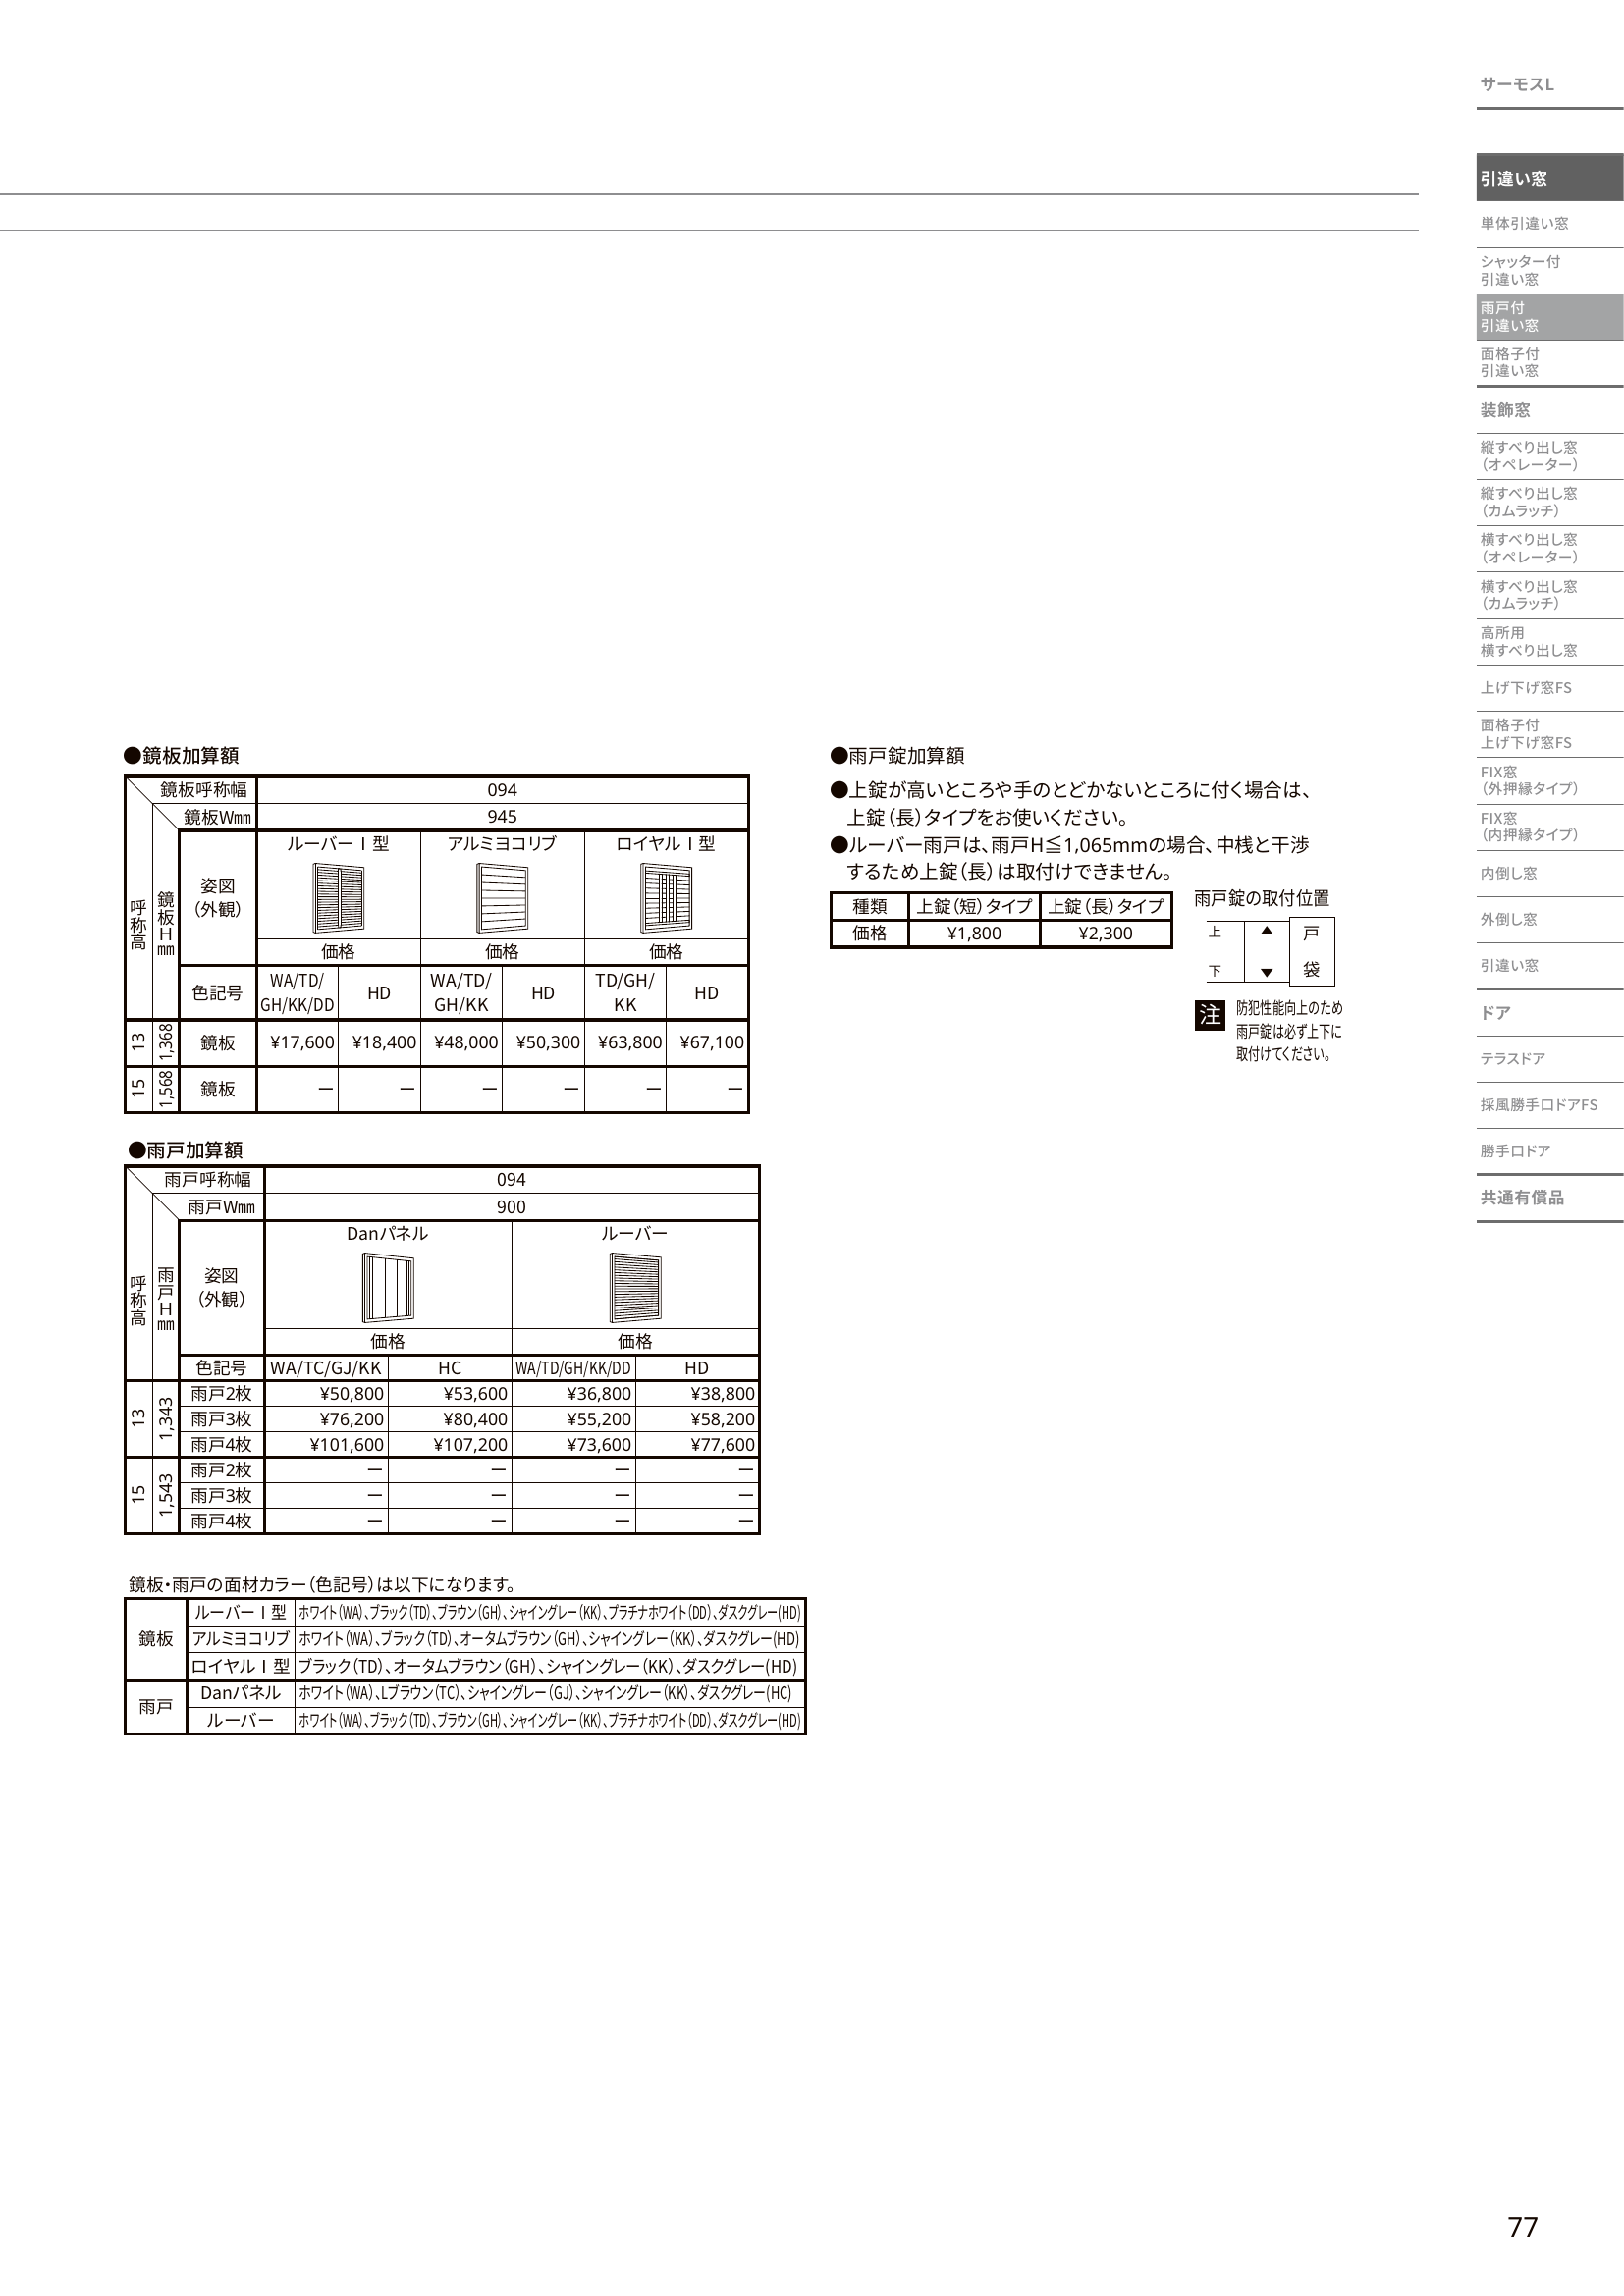 サーモスL
引違い窓
単体引違い窓
シャッター付
引違い窓
雨戸付
引違い窓
面格子付
引違い窓
装飾窓
縦すべり出し窓
（オペレーター）
縦すべり出し窓
（カムラッチ）
横すべり出し窓
（オペレーター）
横すべり出し窓
（カムラッチ）
高所用
横すべり出し窓
上げ下げ窓FS
面格子付
上げ下げ窓FS
FIX窓
（外押縁タイプ）
FIX窓
（内押縁タイプ）
内倒し窓
外倒し窓
引違い窓
ドア
テラスドア
採風勝手口ドアFS
勝手口ドア
共通有償品
●鏡板加算額
鏡板呼称幅 094
鏡板W㎜ 945
呼称高 鏡板H㎜ 姿図（外観） ルーバーⅠ型 アルミヨコリブ ロイヤルⅠ型
価格 価格 価格
色記号 WA/TD/GH/KK/DD HD WA/TD/GH/KK HD TD/GH/KK HD
13 1,368 鏡板 ¥17,600 ¥18,400 ¥48,000 ¥50,300 ¥63,800 ¥67,100
15 1,568 鏡板 ー ー ー ー ー ー
●雨戸加算額
雨戸呼称幅 094
雨戸W㎜ 900
呼称高 雨戸H㎜ 姿図（外観） Danパネル ルーバー
価格 価格
色記号 WA/TC/GJ/KK HC WA/TD/GH/KK/DD HD
13 1,343 雨戸2枚 ¥50,800 ¥53,600 ¥36,800 ¥38,800
雨戸3枚 ¥76,200 ¥80,400 ¥55,200 ¥58,200
雨戸4枚 ¥101,600 ¥107,200 ¥73,600 ¥77,600
15 1,543 雨戸2枚 ー ー ー ー
雨戸3枚 ー ー ー ー
雨戸4枚 ー ー ー ー
鏡板・雨戸の面材カラー（色記号）は以下になります。
鏡板 ルーバーⅠ型 ホワイト（WA）、ブラック（TD）、ブラウン（GH）、シャイングレー（KK）、プラチナホワイト（DD）、ダスクグレー(HD)
アルミヨコリブ ホワイト（WA）、ブラック（TD）、オータムブラウン（GH）、シャイングレー（KK）、ダスクグレー(HD)
ロイヤルⅠ型 ブラック（TD）、オータムブラウン（GH）、シャイングレー（KK）、ダスクグレー(HD)
雨戸 Danパネル ホワイト（WA）、Lブラウン（TC）、シャイングレー（GJ）、シャイングレー（KK）、ダスクグレー(HC)
ルーバー ホワイト（WA）、ブラック（TD）、ブラウン（GH）、シャイングレー（KK）、プラチナホワイト（DD）、ダスクグレー(HD)
●雨戸錠加算額
●上錠が高いところや手のとどかないところに付く場合は、
上錠（長）タイプをお使いください。
●ルーバー雨戸は、雨戸H≦1,065mmの場合、中桟と干渉
するため上錠（長）は取付けできません。
種類 上錠（短）タイプ 上錠（長）タイプ
価格 ¥1,800 ¥2,300
雨戸錠の取付位置
上 ▲ 戸
下 ▼ 袋
注 防犯性能向上のため
雨戸錠は必ず上下に
取付けてください。
77